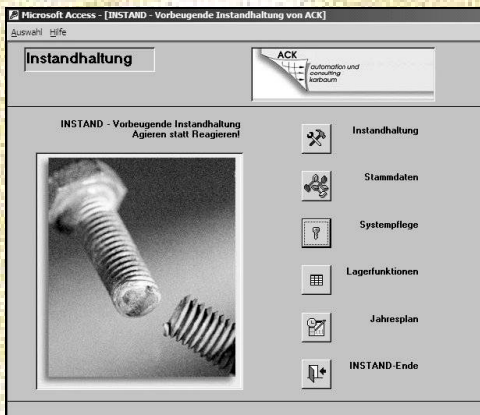 Microsoft Access - [INSTAND - Vorbeugende Instandhaltung von ACK]
Auswahl Hilfe
Instandhaltung
ACK
automation und
consulting
karbaum
INSTAND - Vorbeugende Instandhaltung
Agieren statt Reagieren!
Instandhaltung
Stammdaten
Systempflege
Lagerfunktionen
Jahresplan
INSTAND-Ende